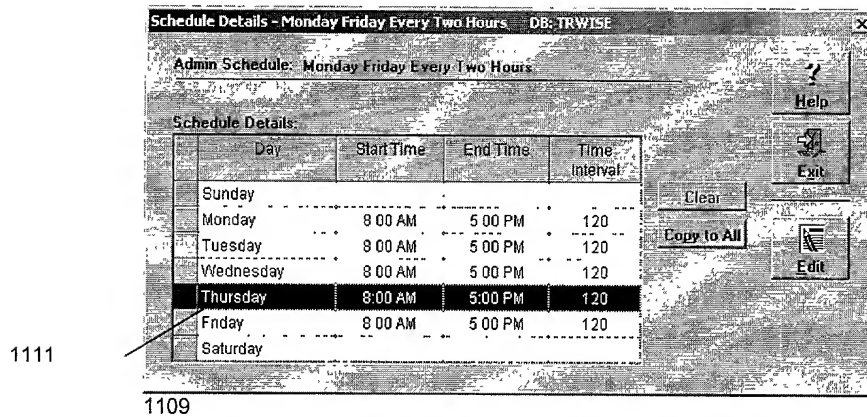 Schedule Details - Monday Friday Every Two Hours DB: TRWISE
Admin Schedule: Monday Friday Every Two Hours
Help
Schedule Details:
Day Start Time End Time Time Interval
Exit
Sunday
Clear
Monday 8 00 AM 5 00 PM 120
Copy to All
Tuesday 8 00 AM 5 00 PM 120
Edit
Wednesday 8 00 AM 5 00 PM 120
Thursday 8:00 AM 5:00 PM 120
Friday 8 00 AM 5 00 PM 120
Saturday
1111
1109